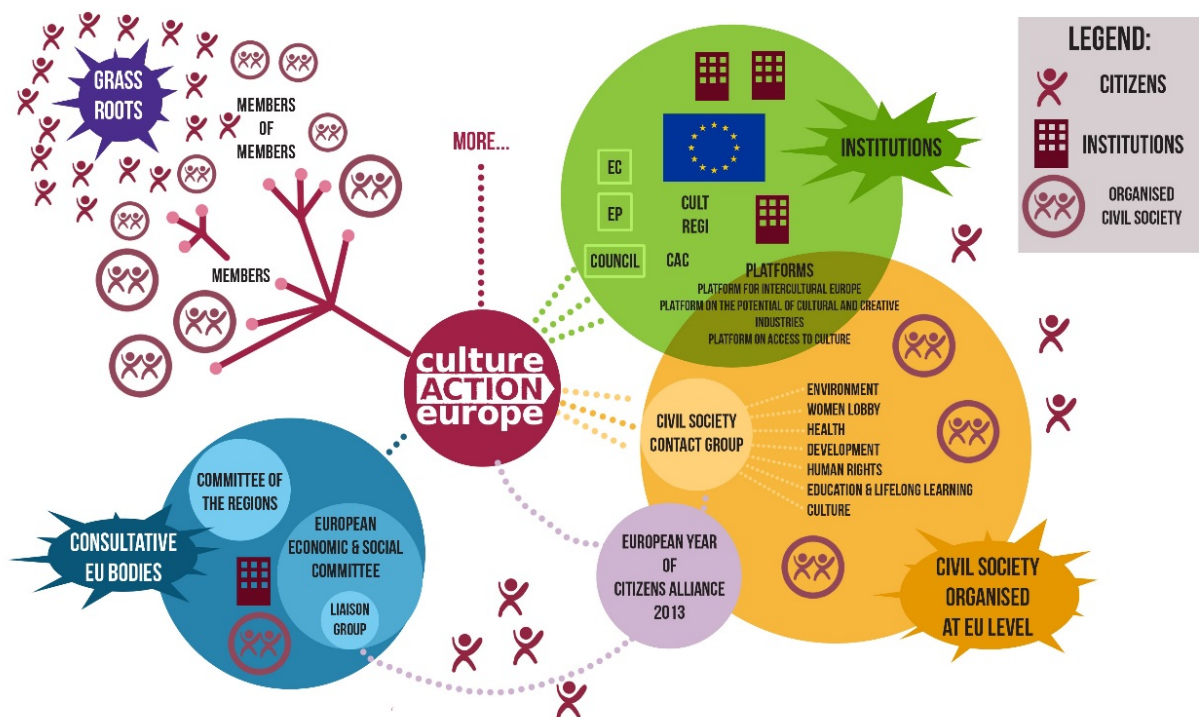 GRASS
ROOTS
MEMBERS
OF
MEMBERS
MEMBERS
MORE...
EC
EP
COUNCIL
CULT
REGI
CAC
INSTITUTIONS
PLATFORMS
PLATFORM FOR INTERCULTURAL EUROPE
PLATFORM ON THE POTENTIAL OF CULTURAL AND CREATIVE
INDUSTRIES
PLATFORM ON ACCESS TO CULTURE
LEGEND:
CITIZENS
INSTITUTIONS
ORGANISED
CIVIL SOCIETY
culture
ACTION
europe
CIVIL SOCIETY
CONTACT GROUP
ENVIRONMENT
WOMEN LOBBY
HEALTH
DEVELOPMENT
HUMAN RIGHTS
EDUCATION & LIFELONG LEARNING
CULTURE
COMMITTEE OF
THE REGIONS
EUROPEAN
ECONOMIC & SOCIAL
COMMITTEE
LIAISON
GROUP
CONSULTATIVE
EU BODIES
EUROPEAN YEAR
OF
CITIZENS ALLIANCE
2013
CIVIL SOCIETY
ORGANISED
AT EU LEVEL